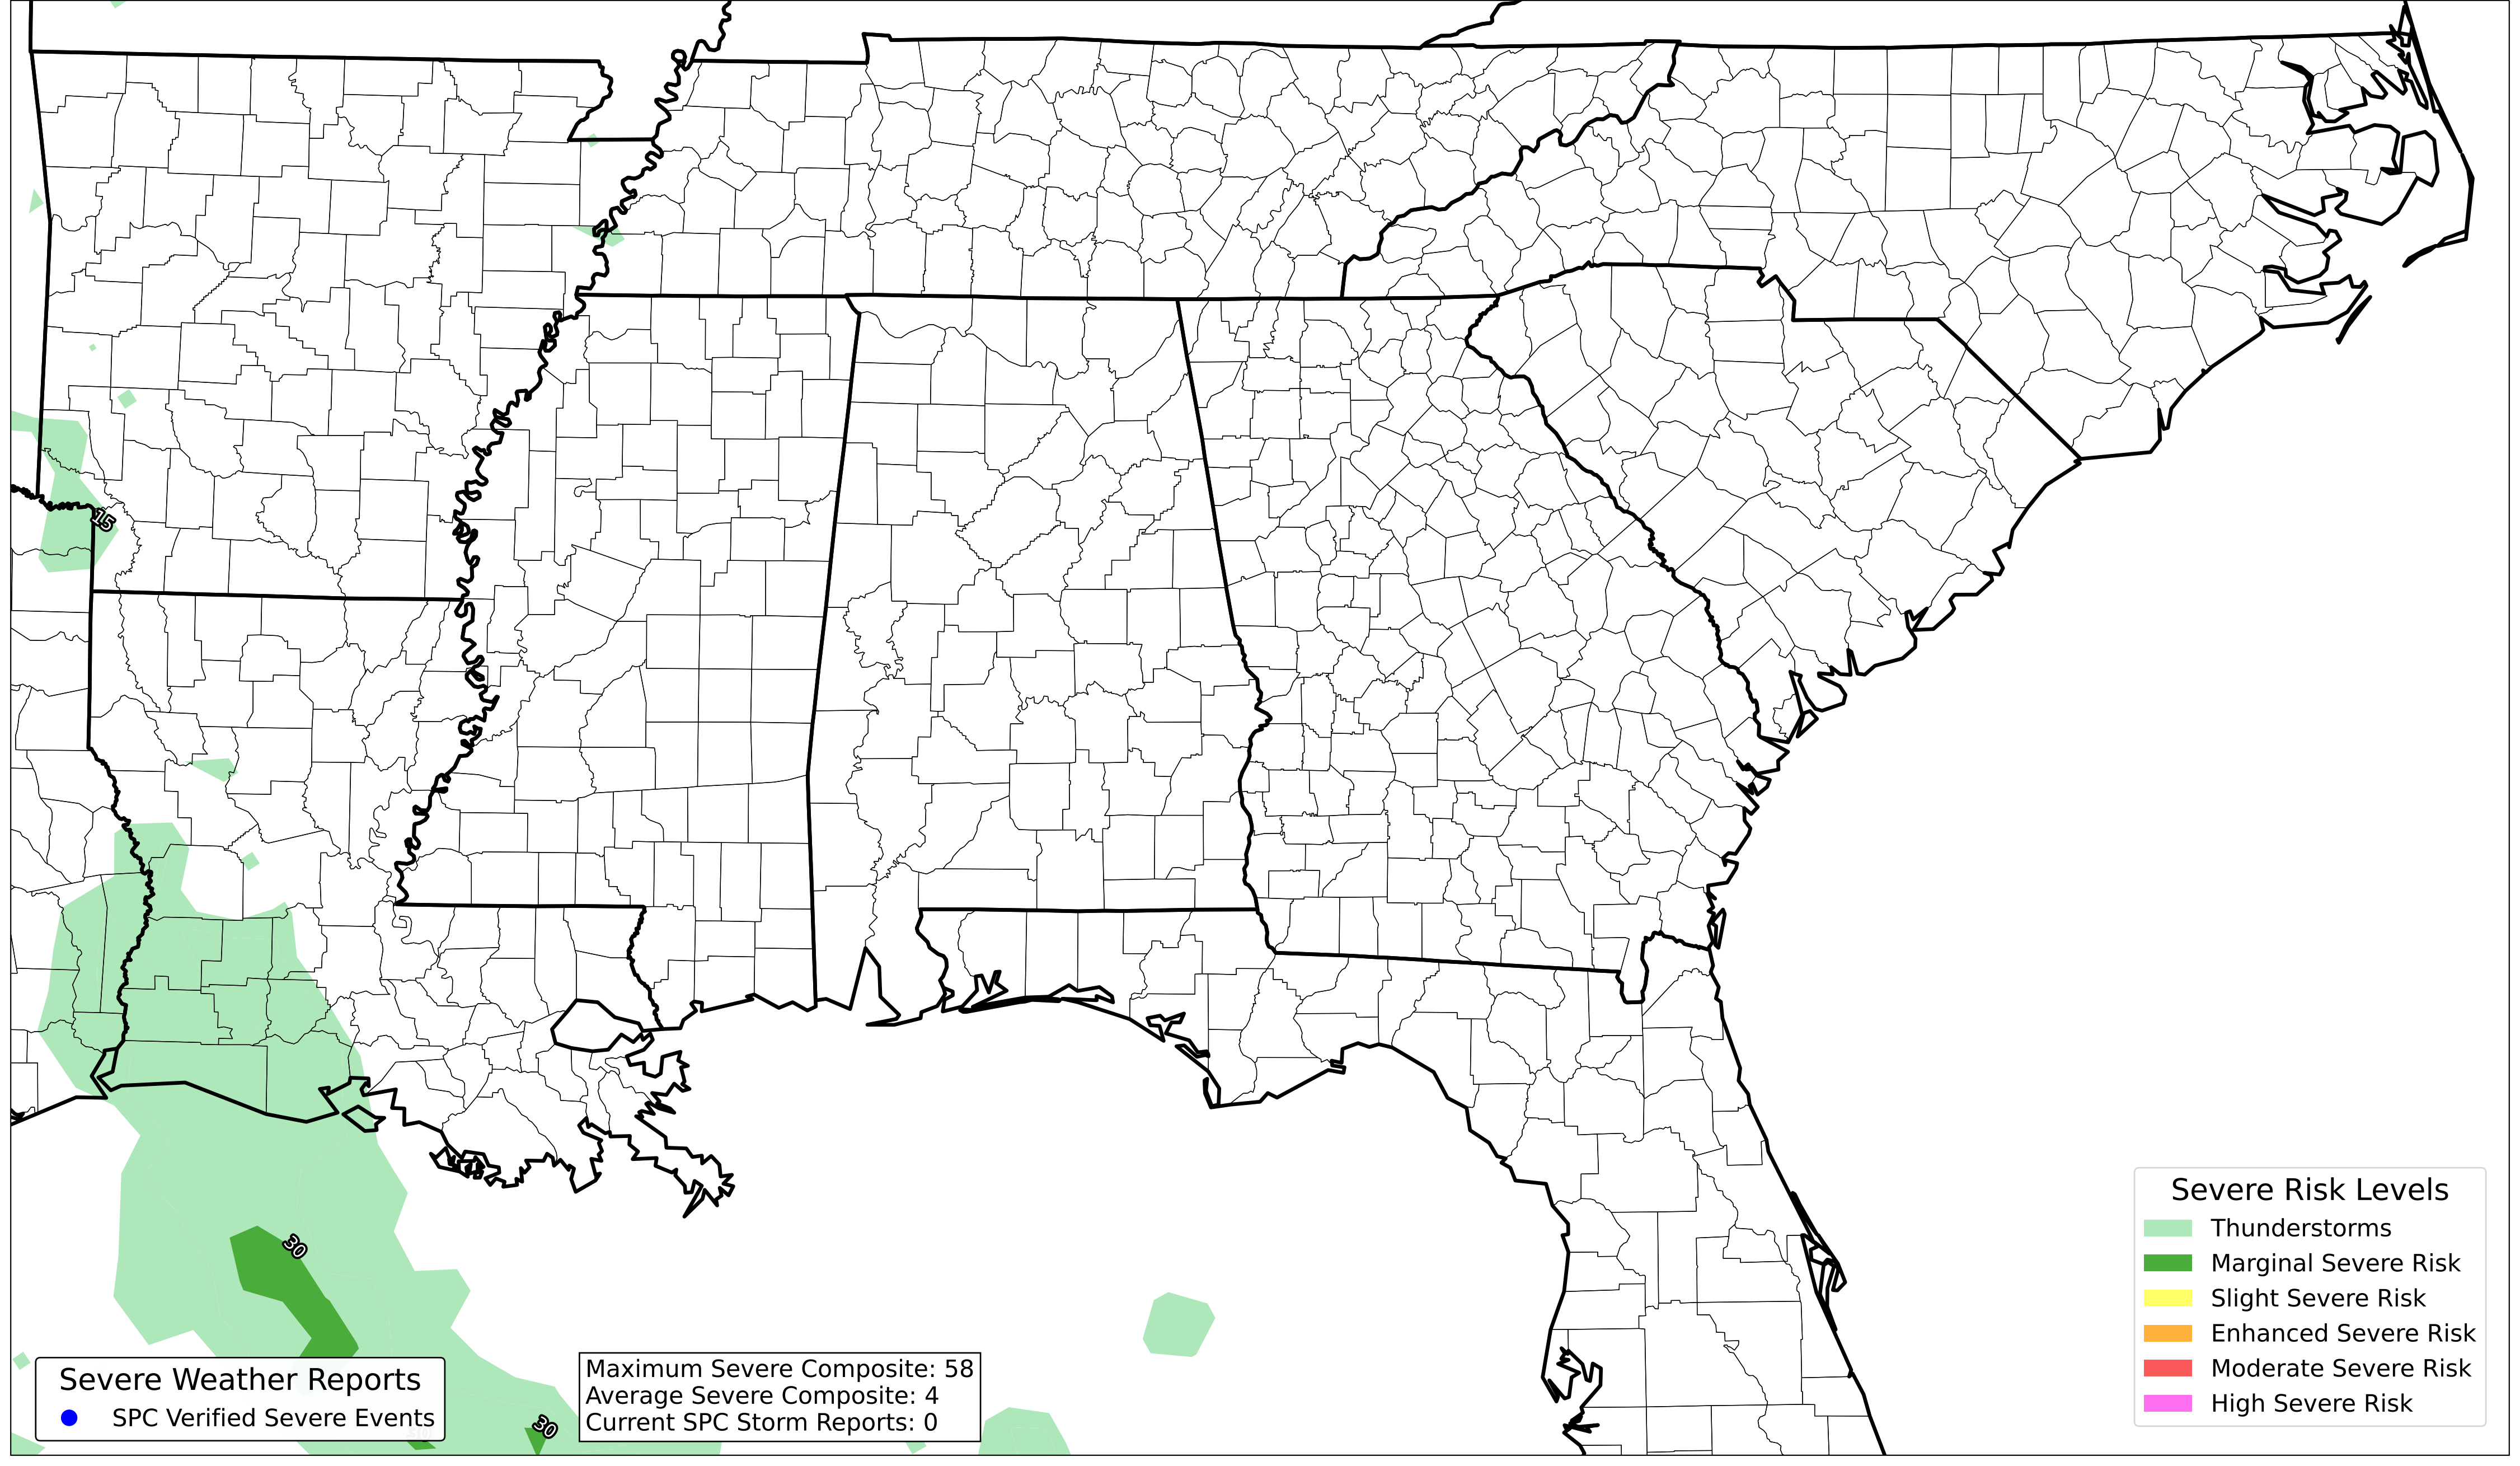 15
30
30
Severe Weather Reports
SPC Verified Severe Events
Maximum Severe Composite: 58
Average Severe Composite: 4
Current SPC Storm Reports: 0
Severe Risk Levels
Thunderstorms
Marginal Severe Risk
Slight Severe Risk
Enhanced Severe Risk
Moderate Severe Risk
High Severe Risk